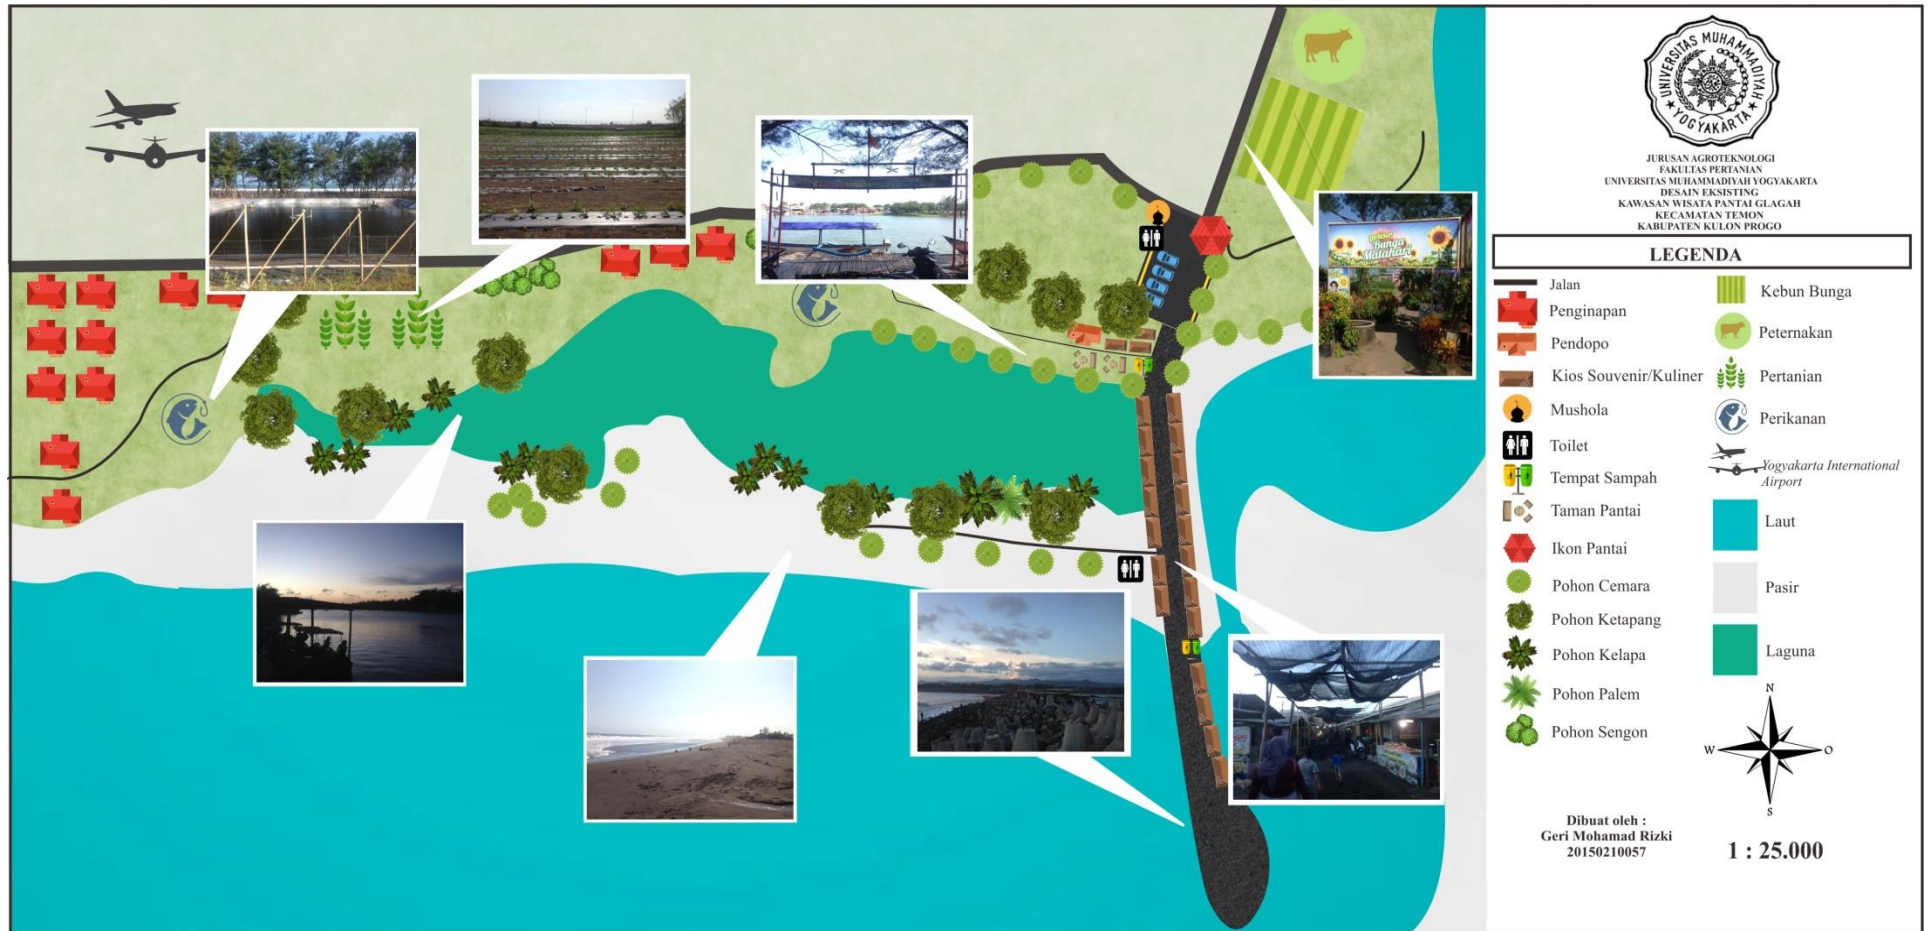 UNIVERSITAS MUHAMMADIYAH
YOGYAKARTA
JURUSAN AGROTEKNOLOGI
FAKULTAS PERTANIAN
UNIVERSITAS MUHAMMADIYAH YOGYAKARTA
DESAIN EKSISTING
KAWASAN WISATA PANTAI GLAGAH
KECAMATAN TEMON
KABUPATEN KULON PROGO
LEGENDA
Jalan
Penginapan
Pendopo
Kios Souvenir/Kuliner
Mushola
Toilet
Tempat Sampah
Taman Pantai
Ikon Pantai
Pohon Cemara
Pohon Ketapang
Pohon Kelapa
Pohon Palem
Pohon Sengon
Kebun Bunga
Peternakan
Pertanian
Perikanan
Yogyakarta International
Airport
Laut
Pasir
Laguna
N
W
O
S
Dibuat oleh :
Geri Mohamad Rizki
20150210057
1 : 25.000
Bunga
Matahari